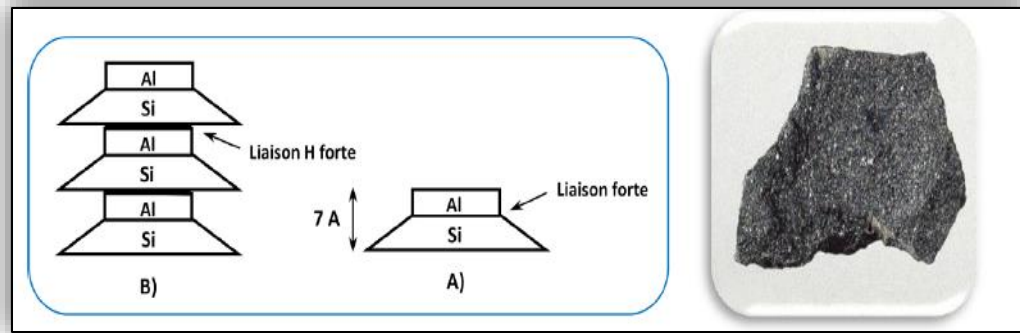 Al
Si
Liaison H forte
Al
Si
Al
Si
B)
7 A
Al
Si
Liaison forte
A)